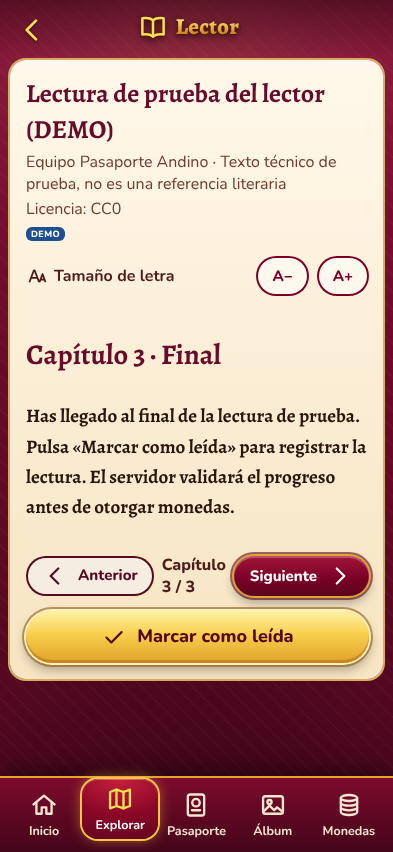 Lector
Lectura de prueba del lector
(DEMO)
Equipo Pasaporte Andino · Texto técnico de
prueba, no es una referencia literaria
Licencia: CC0
DEMO
AA Tamaño de letra
A−
A+
Capítulo 3 · Final
Has llegado al final de la lectura de prueba.
Pulsa «Marcar como leída» para registrar la
lectura. El servidor validará el progreso
antes de otorgar monedas.
Anterior
Capítulo
3 / 3
Siguiente
Marcar como leída
Inicio
Explorar
Pasaporte
Álbum
Monedas